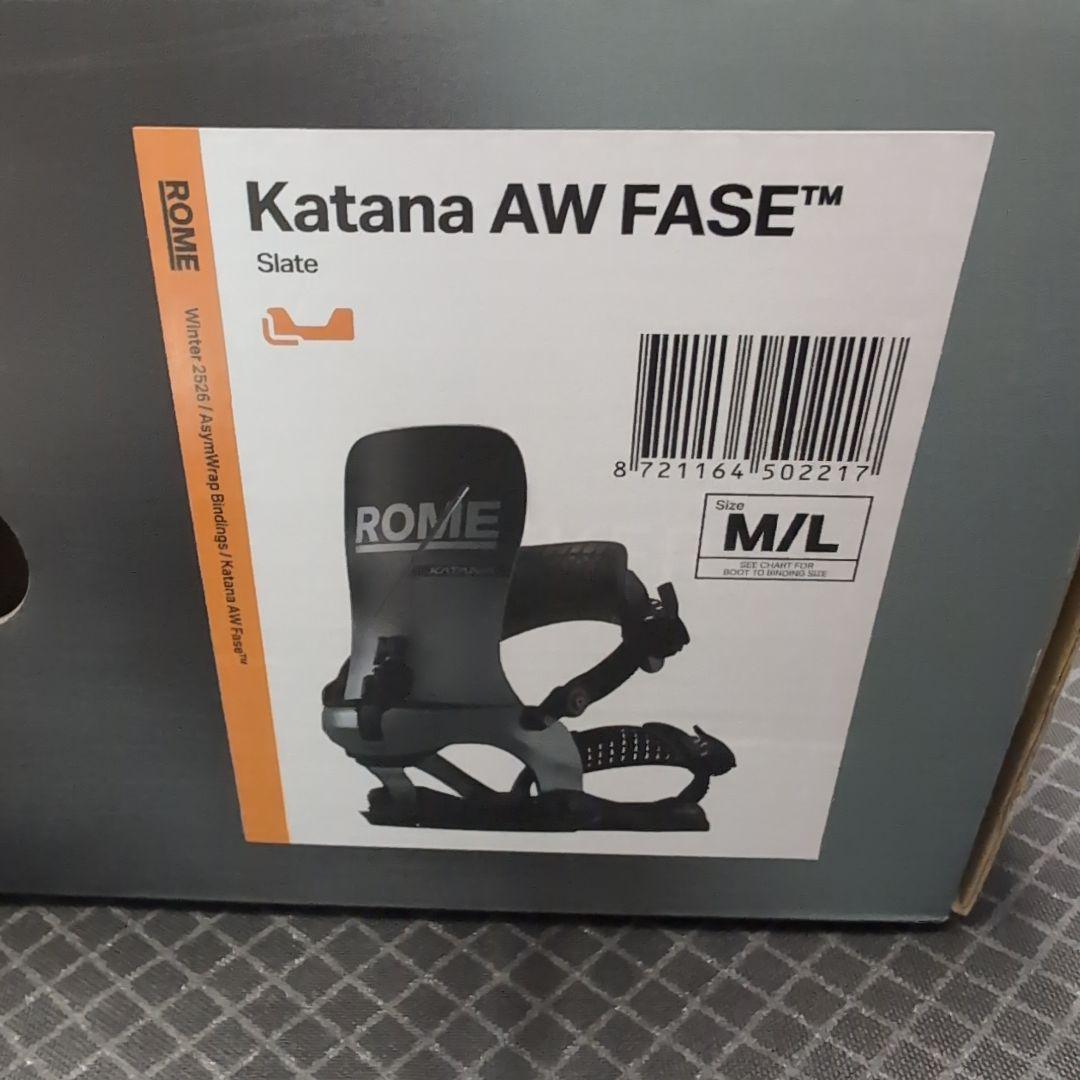 Katana AW FASE™
Slate
ROME
Winter 2526 / AsymWrap Bindings / Katana AW Fase™
8 721164 502217
Size
M/L
SEE CHART FOR
BOOT TO BINDING SIZE
ROME
KATANA